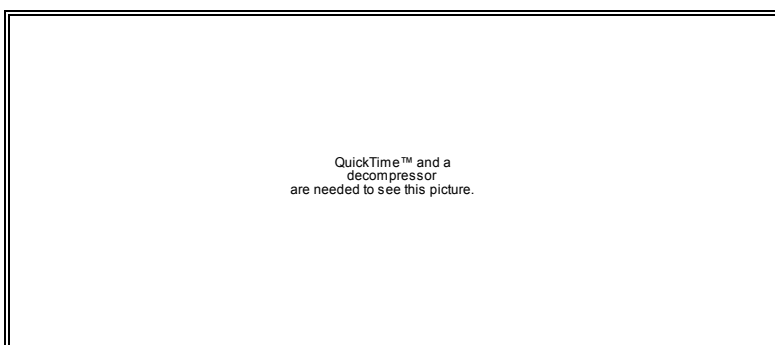 QuickTime™ and a
decompressor
are needed to see this picture.